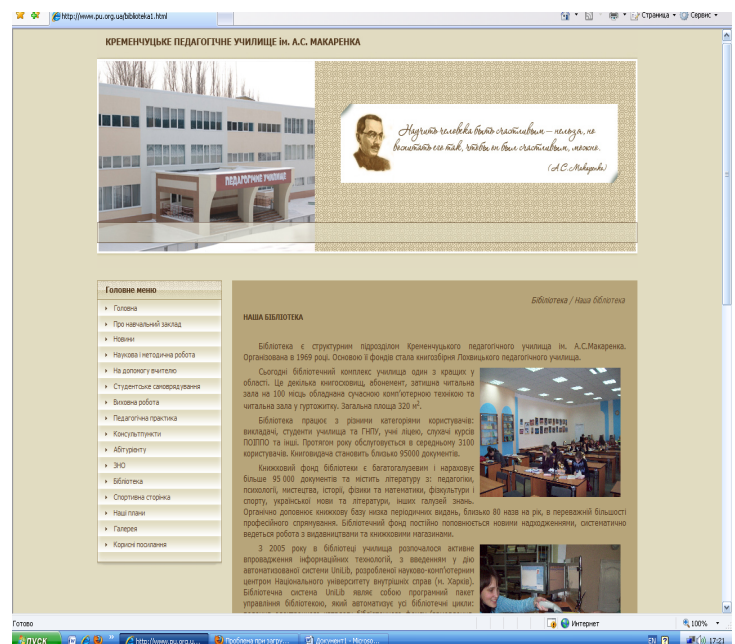 http://www.pu.org.ua/biblioteka1.html
Страница
Сервис
КРЕМЕНЧУЦЬКЕ ПЕДАГОГІЧНЕ УЧИЛИЩЕ ім. А.С. МАКАРЕНКА
ПЕДАГОГІЧНЕ УЧИЛИЩЕ
Научить человека быть счастливым – нельзя, но
воспитать его так, чтобы он был счастливым, можно.
(А.С.Макаренко)
Головне меню
Головна
Про навчальний заклад
Новини
Наукова і методична робота
На допомогу вчителю
Студентське самоврядування
Виховна робота
Педагогічна практика
Консультпункти
Абітурієнту
ЗНО
Бібліотека
Спортивна сторінка
Наші плани
Галерея
Корисні посилання
Бібліотека / Наша бібліотека
НАША БІБЛІОТЕКА
Бібліотека є структурним підрозділом Кременчуцького педагогічного училища ім. А.С.Макаренка.
Організована в 1969 році. Основою її фондів стала книгозбірня Лохвицького педагогічного училища.
Сьогодні бібліотечний комплекс училища один з кращих у
області. Це декілька книгосховищ, абонемент, затишна читальна
зала на 100 місць обладнана сучасною комп'ютерною технікою та
читальна зала у гуртожитку. Загальна площа 320 м².
Бібліотека працює з різними категоріями користувачів:
викладачі, студенти училища та ГНПУ, учні ліцею, слухачі курсів
ПОІППО та інші. Протягом року обслуговується в середньому 3100
користувачів. Книговидача становить близько 95000 документів.
Книжковий фонд бібліотеки є багатогалузевим і нараховує
більше 95 000 документів та містить літературу з: педагогіки,
психології, мистецтва, історії, фізики та математики, фізкультури і
спорту, української мови та літератури, інших галузей знань.
Органічно доповнює книжкову базу низка періодичних видань, близько 80 назв на рік, в переважній більшості
професійного спрямування. Бібліотечний фонд постійно поповнюється новими надходженнями, систематично
ведеться робота з видавництвами та книжковими магазинами.
З 2005 року в бібліотеці училища розпочалося активне
впровадження інформаційних технологій, з введенням у дію
автоматизованої системи UniLib, розробленої науково-комп'ютерним
центром Національного університету внутрішніх справ (м. Харків).
Бібліотечна система UniLib являє собою програмний пакет
управління бібліотекою, який автоматизує усі бібліотечні цикли:
Готово
Интернет
100%
пуск
http://www.pu.org.u...
Проблема при загру...
Документ1 - Microso...
EN
17:21